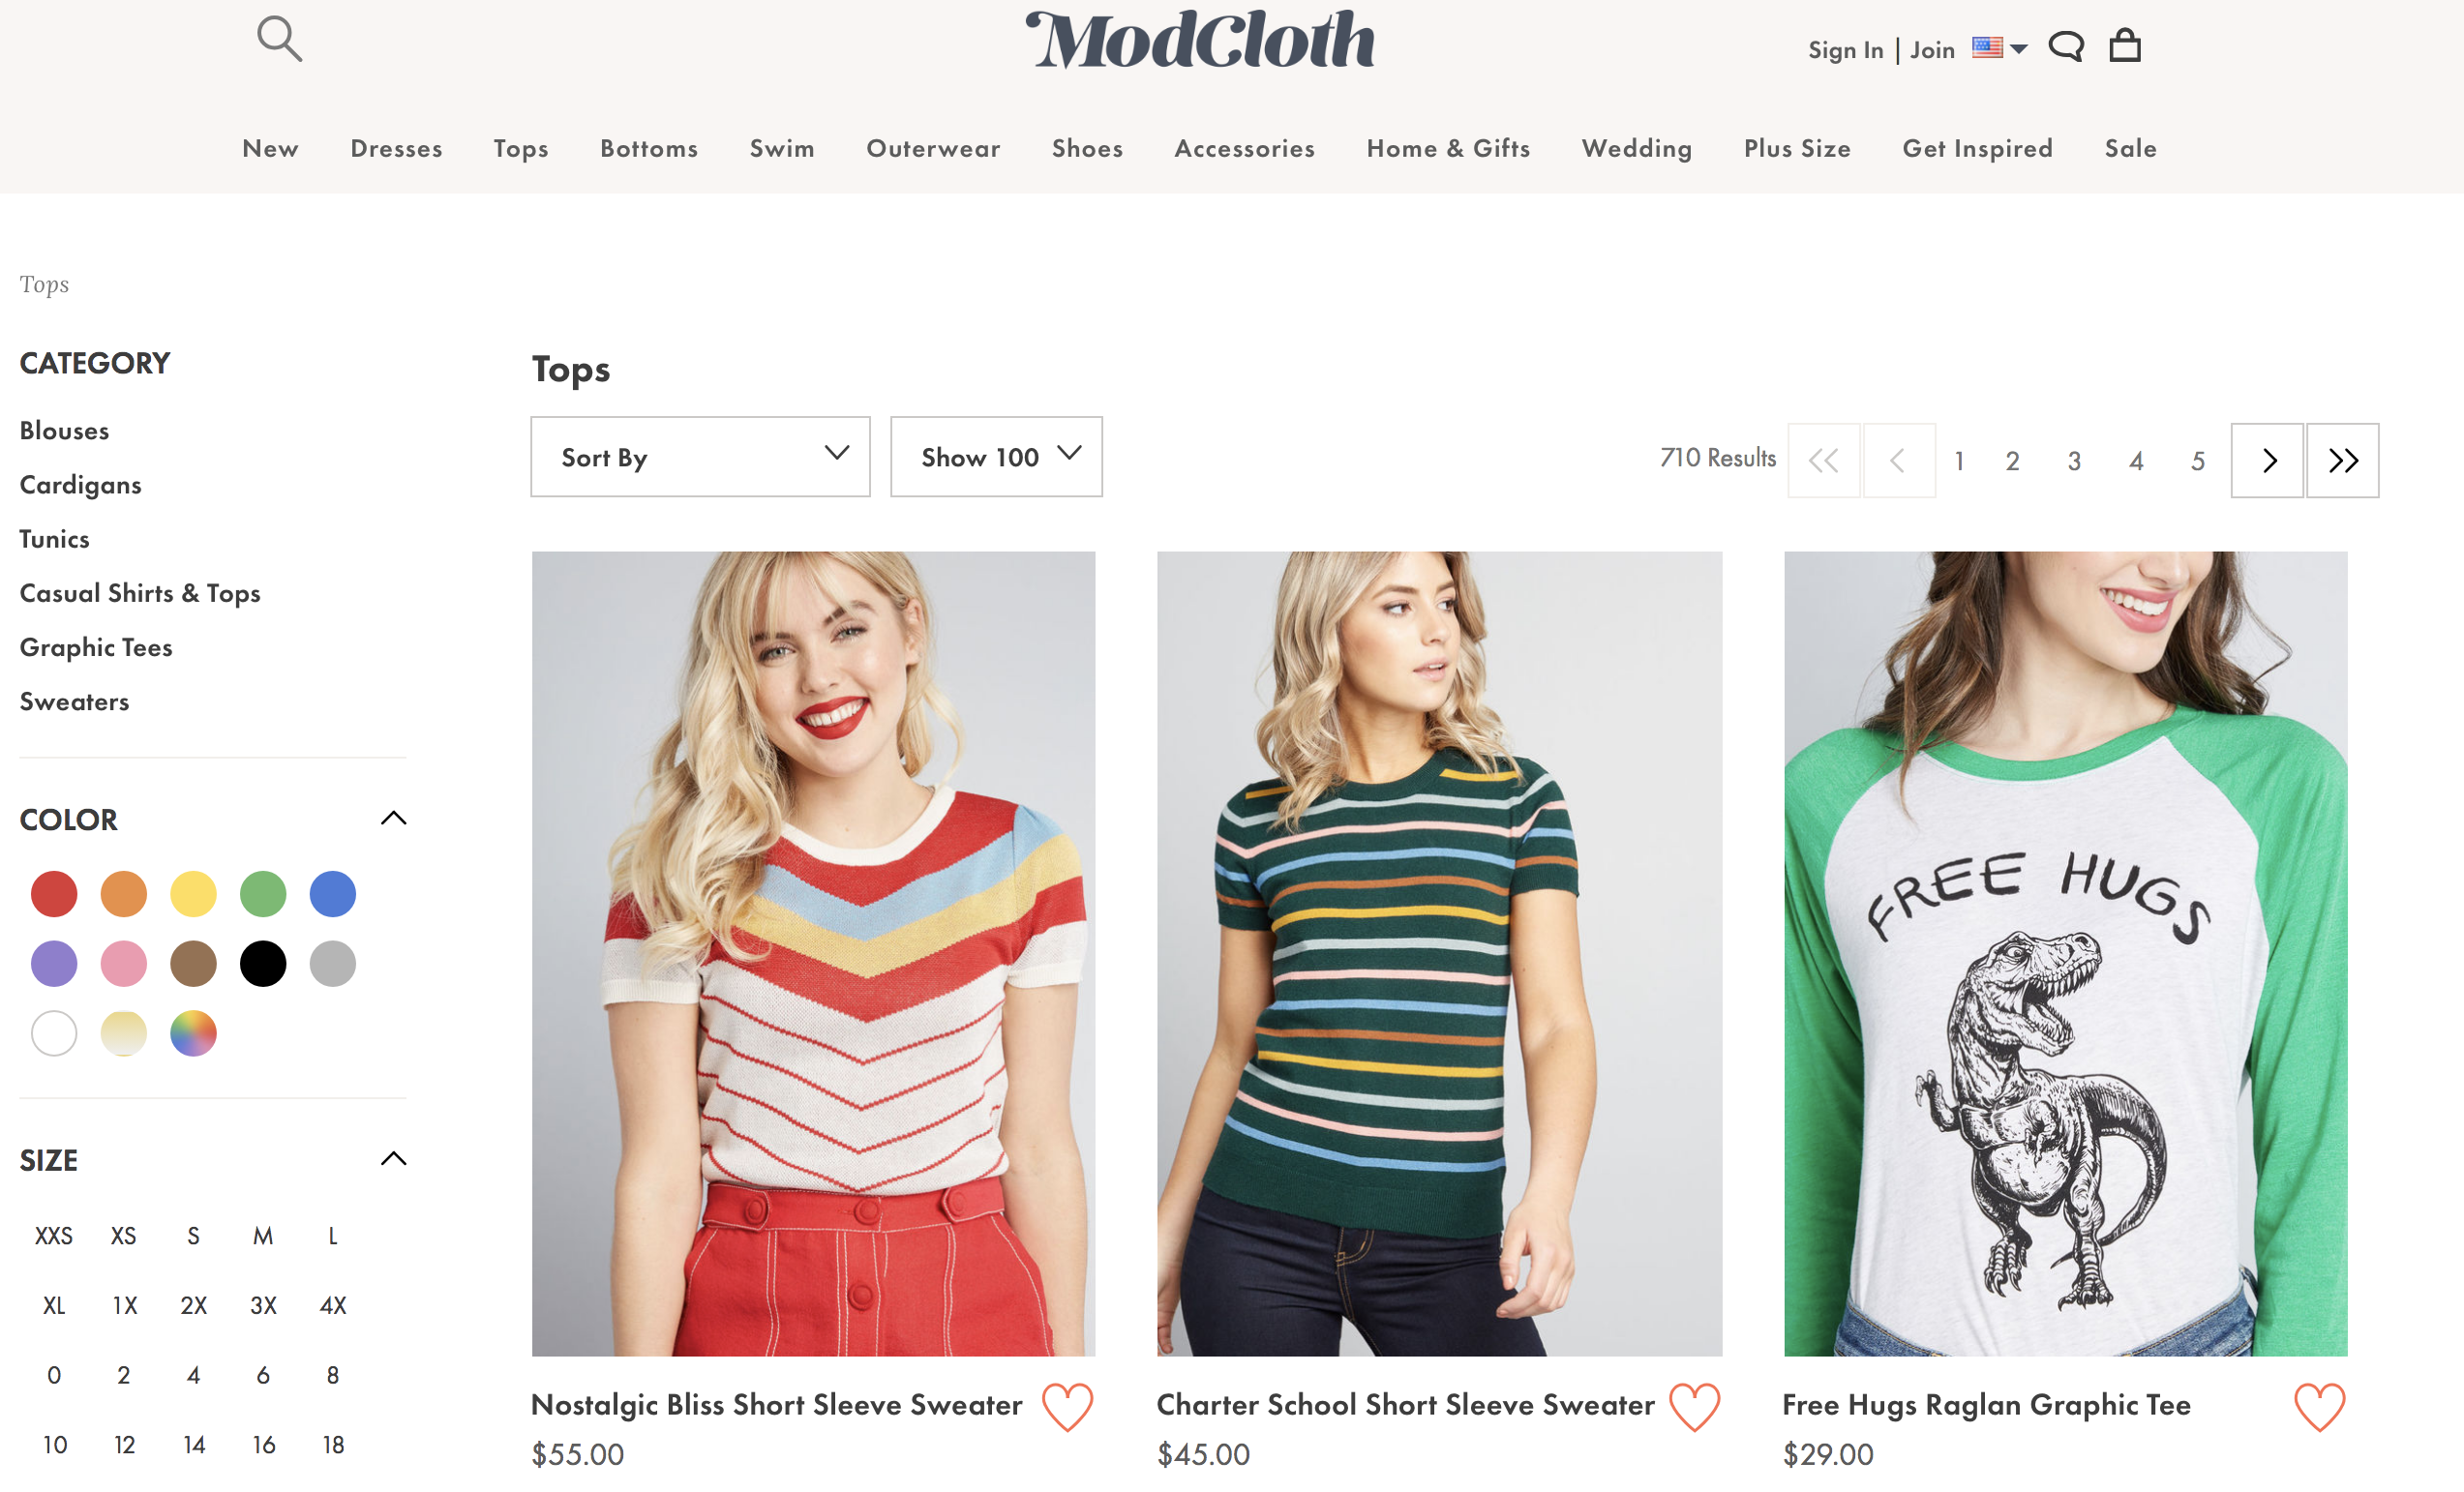 ModCloth
Sign In | Join
New Dresses Tops Bottoms Swim Outerwear Shoes Accessories Home & Gifts Wedding Plus Size Get Inspired Sale
Tops
CATEGORY
Blouses
Cardigans
Tunics
Casual Shirts & Tops
Graphic Tees
Sweaters
COLOR
SIZE
XXS XS S M L
XL 1X 2X 3X 4X
0 2 4 6 8
10 12 14 16 18
Tops
Sort By Show 100
710 Results << < 1 2 3 4 5 > >>
FREE HUGS
Nostalgic Bliss Short Sleeve Sweater
$55.00
Charter School Short Sleeve Sweater
$45.00
Free Hugs Raglan Graphic Tee
$29.00